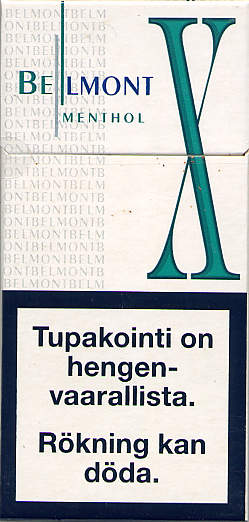 BELMONT
MENTHOL
X
Tupakointi on
hengen-
vaarallista.
Rökning kan
döda.